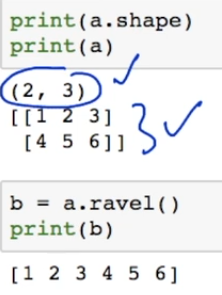 print(a.shape)
print(a)
(2, 3)
[[1 2 3]
[4 5 6]]
3
b = a.ravel()
print(b)
[1 2 3 4 5 6]